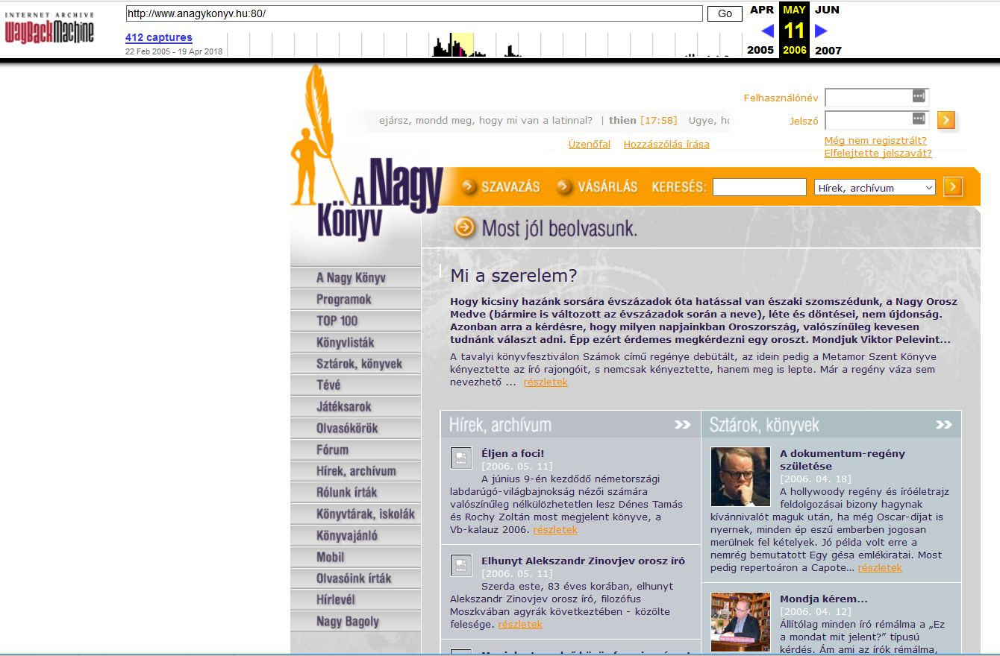 INTERNET ARCHIVE
WayBackMachine
http://www.anagykonyv.hu:80/
Go
412 captures
22 Feb 2005 - 19 Apr 2018
APR MAY JUN
11
2005 2006 2007
Felhasználónév
ejársz, mondd meg, hogy mi van a latinnal? | thien [17:58] Ugye, ho
Jelszó
Üzenőfal Hozzászólás írása
Még nem regisztrált?
Elfelejtette jelszavát?
A Nagy
Könyv
SZAVAZÁS VÁSÁRLÁS KERESÉS: Hírek, archívum
Most jól beolvasunk.
A Nagy Könyv
Programok
TOP 100
Könyvlisták
Sztárok, könyvek
Tévé
Játéksarok
Olvasókörök
Fórum
Hírek, archívum
Rólunk írták
Könyvtárak, iskolák
Könyvajánló
Mobil
Olvasóink írták
Hírlevél
Nagy Bagoly
Mi a szerelem?
Hogy kicsiny hazánk sorsára évszázadok óta hatással van északi szomszédunk, a Nagy Orosz
Medve (bármire is változott az évszázadok során a neve), léte és döntései, nem újdonság.
Azonban arra a kérdésre, hogy milyen napjainkban Oroszország, valószínűleg kevesen
tudnánk választ adni. Épp ezért érdemes megkérdezni egy oroszt. Mondjuk Viktor Pelevint...
A tavalyi könyvfesztiválon Számok című regénye debütált, az idein pedig a Metamor Szent Könyve
kényeztette az író rajongóit, s nemcsak kényeztette, hanem meg is lepte. Már a regény váza sem
nevezhető ... részletek
Hírek, archívum
Éljen a foci!
[2006. 05. 11]
A június 9-én kezdődő németországi
labdarúgó-világbajnokság nézői számára
valószínűleg nélkülözhetetlen lesz Dénes Tamás
és Rochy Zoltán most megjelent könyve, a
Vb-kalauz 2006. részletek
Elhunyt Alekszandr Zinovjev orosz író
[2006. 05. 11]
Szerda este, 83 éves korában, elhunyt
Alekszandr Zinovjev orosz író, filozófus
Moszkvában agyrák következtében - közölte
felesége. részletek
Sztárok, könyvek
A dokumentum-regény
születése
[2006. 04. 18]
A hollywoody regény és íróéletrajz
feldolgozásai bizony hagynak
kívánnivalót maguk után, ha még Oscar-díjat is
nyernek, minden ép eszű emberben jogosan
merülnek fel kételyek. Jó példa volt erre a
nemrég bemutatott Egy gésa emlékiratai. Most
pedig repertoáron a Capote... részletek
Mondja kérem...
[2006. 04. 12]
Állítólag minden író rémálma a „Ez
a mondat mit jelent?” típusú
kérdés. Ám ami az írók rémálma,